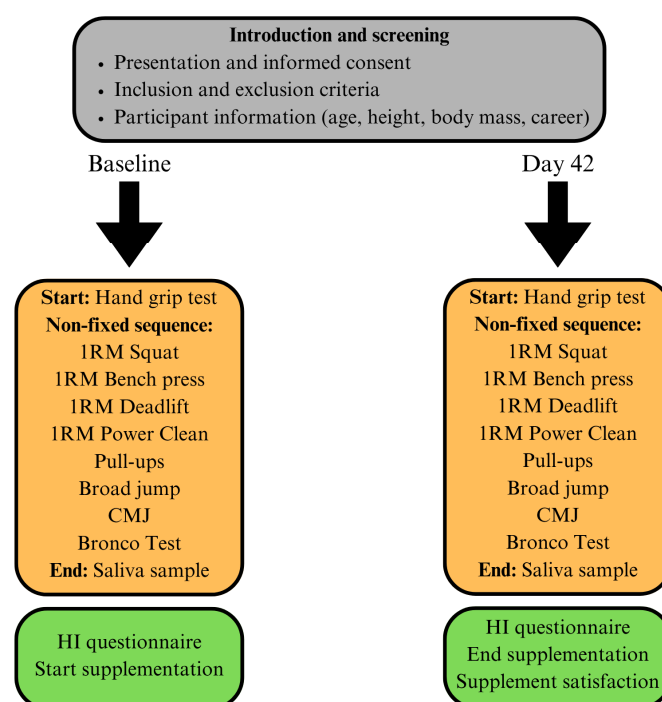 Introduction and screening
• Presentation and informed consent
• Inclusion and exclusion criteria
• Participant information (age, height, body mass, career)
Baseline
Start: Hand grip test
Non-fixed sequence:
1RM Squat
1RM Bench press
1RM Deadlift
1RM Power Clean
Pull-ups
Broad jump
CMJ
Bronco Test
End: Saliva sample
HI questionnaire
Start supplementation
Day 42
Start: Hand grip test
Non-fixed sequence:
1RM Squat
1RM Bench press
1RM Deadlift
1RM Power Clean
Pull-ups
Broad jump
CMJ
Bronco Test
End: Saliva sample
HI questionnaire
End supplementation
Supplement satisfaction